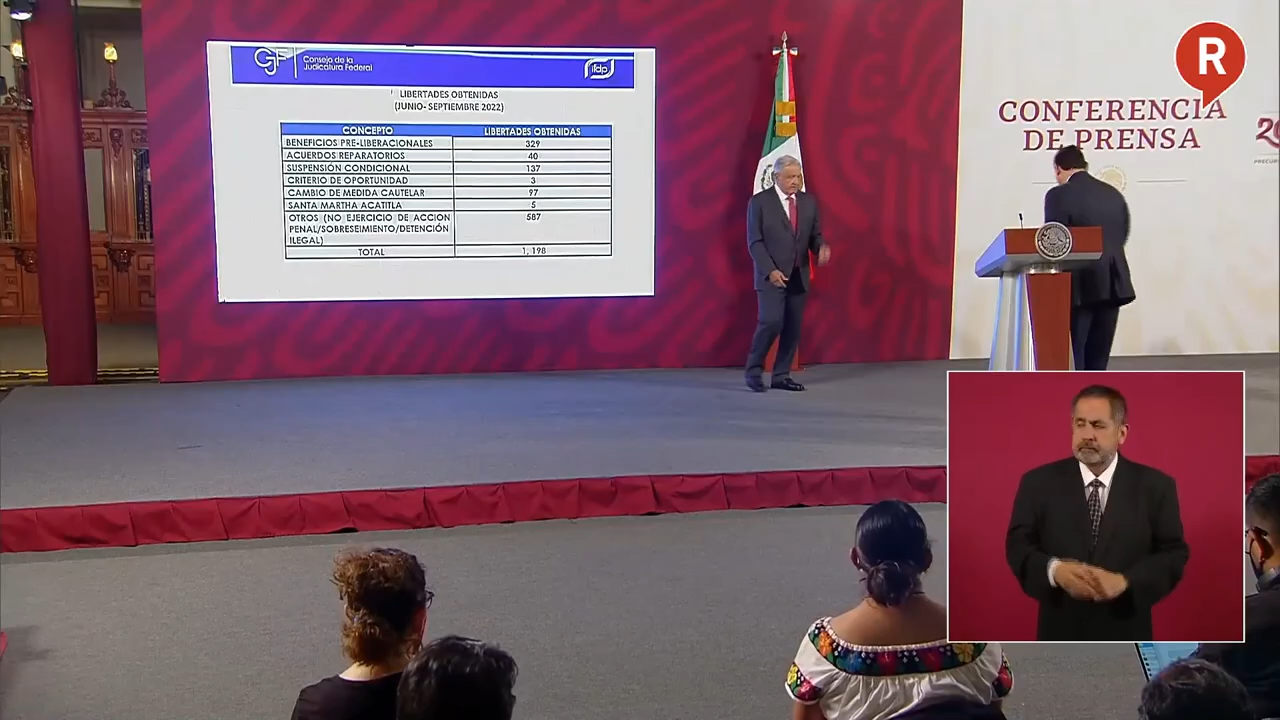 CJF
Consejo de la
Judicatura Federal
ifdp
LIBERTADES OBTENIDAS
(JUNIO- SEPTIEMBRE 2022)
CONCEPTO LIBERTADES OBTENIDAS
BENEFICIOS PRE-LIBERACIONALES 329
ACUERDOS REPARATORIOS 40
SUSPENSIÓN CONDICIONAL 137
CRITERIO DE OPORTUNIDAD 3
CAMBIO DE MEDIDA CAUTELAR 97
SANTA MARTHA ACATITLA 5
OTROS (NO EJERCICIO DE ACCION 587
PENAL/SOBRESEIMIENTO/DETENCIÓN
ILEGAL)
TOTAL 1, 198
R
CONFERENCIA
DE PRENSA